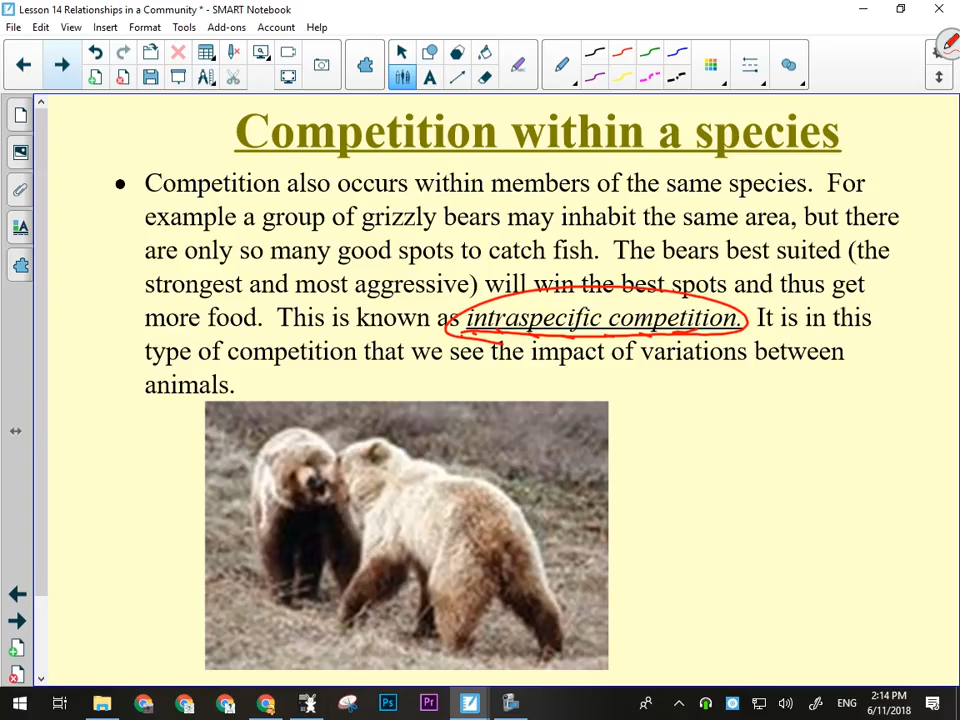 Lesson 14 Relationships in a Community * - SMART Notebook
File Edit View Insert Format Tools Add-ons Account Help
Competition within a species
• Competition also occurs within members of the same species. For
example a group of grizzly bears may inhabit the same area, but there
are only so many good spots to catch fish. The bears best suited (the
strongest and most aggressive) will win the best spots and thus get
more food. This is known as intraspecific competition. It is in this
type of competition that we see the impact of variations between
animals.
Ps Pr ENG
2:14 PM
6/11/2018